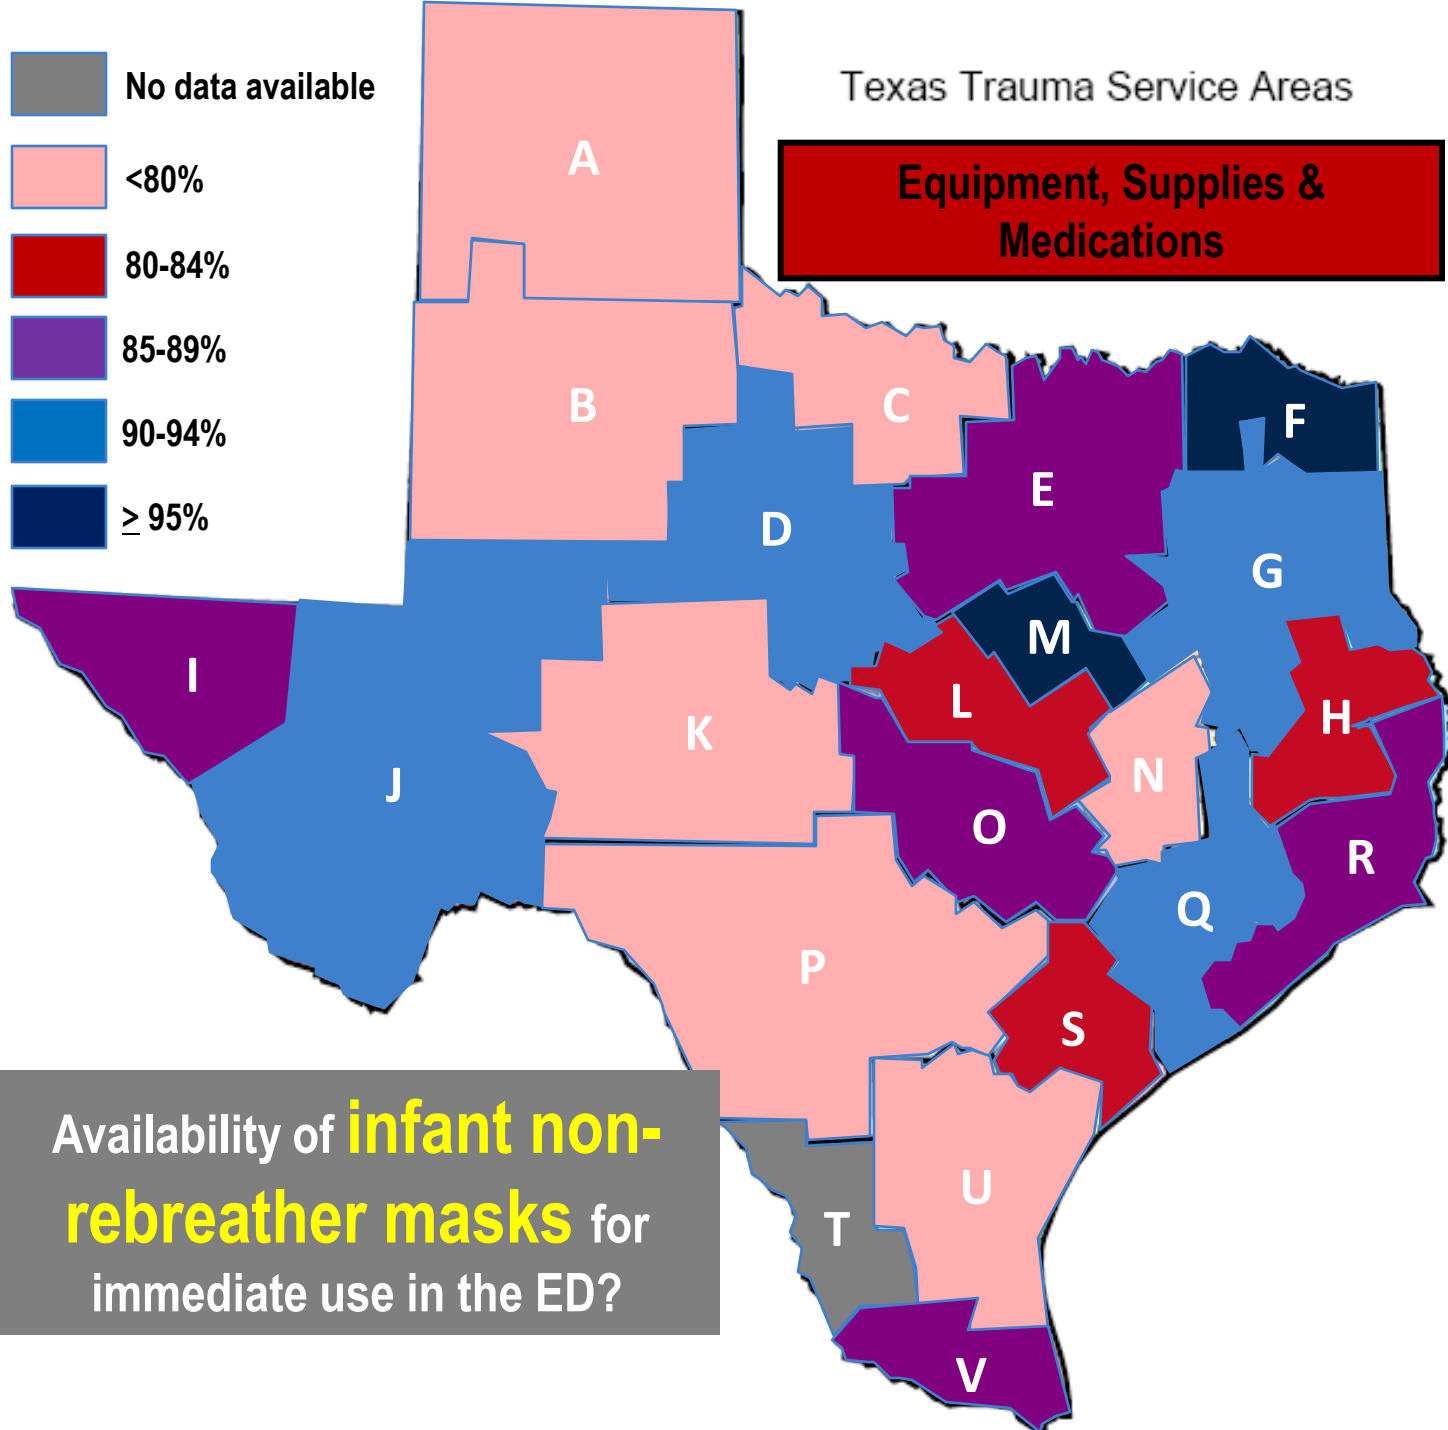 No data available
<80%
80-84%
85-89%
90-94%
> 95%
Texas Trauma Service Areas
Equipment, Supplies &
Medications
A
B
C
D
E
F
G
H
I
J
K
L
M
N
O
P
Q
R
S
T
U
V
Availability of infant non-
rebreather masks for
immediate use in the ED?